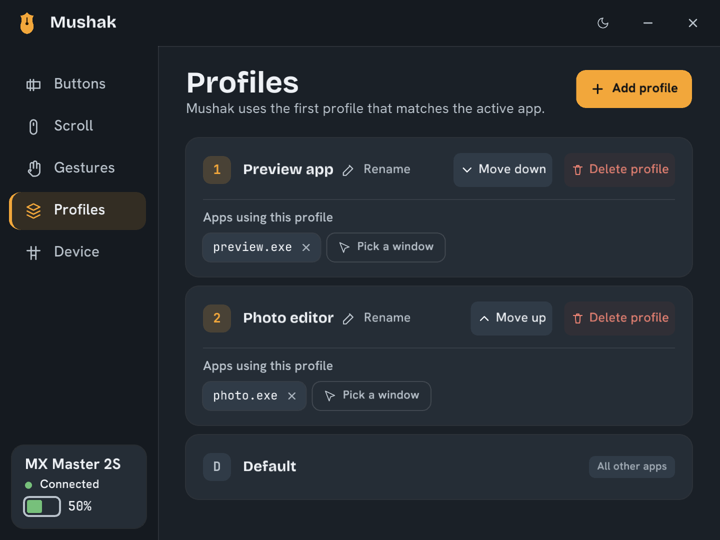 Mushak
Buttons
Scroll
Gestures
Profiles
Device
MX Master 2S
Connected
50%
Profiles
Mushak uses the first profile that matches the active app.
Add profile
1 Preview app Rename Move down Delete profile
Apps using this profile
preview.exe Pick a window
2 Photo editor Rename Move up Delete profile
Apps using this profile
photo.exe Pick a window
D Default All other apps